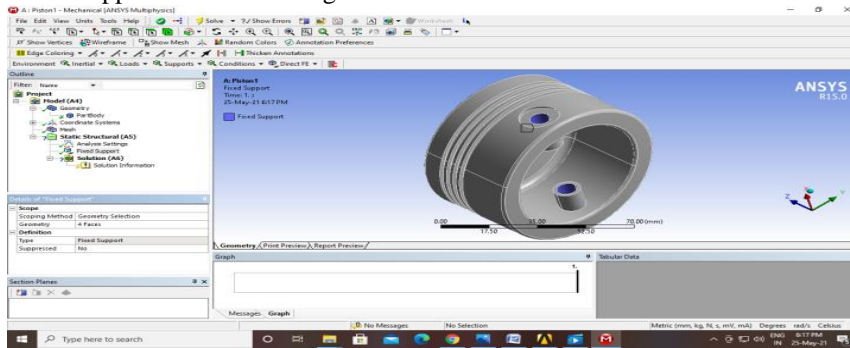 A: Piston1 - Mechanical [ANSYS Multiphysics]
File Edit View Units Tools Help Solve ?/ Show Errors Worksheet
Show Vertices Wireframe Show Mesh Random Colors Annotation Preferences
Edge Coloring Thicken Annotations
Environment Inertial Loads Supports Conditions Direct FE
Outline
Filter: Name
Project
Model (A4)
Geometry
PartBody
Coordinate Systems
Mesh
Static Structural (A5)
Analysis Settings
Fixed Support
Solution (A6)
Solution Information
Details of "Fixed Support"
Scope
Scoping Method Geometry Selection
Geometry 4 Faces
Definition
Type Fixed Support
Suppressed No
Section Planes
A: Piston1
Fixed Support
Time: 1. s
25-May-21 6:17 PM
Fixed Support
ANSYS
R15.0
0.00 35.00 70.00 (mm)
17.50 52.50
Z Y
Geometry Print Preview Report Preview
Graph
1.
Messages Graph
Tabular Data
No Messages No Selection Metric (mm, kg, N, s, mV, mA) Degrees rad/s Celsius
Type here to search
ENG 6:17 PM
IN 25-May-21